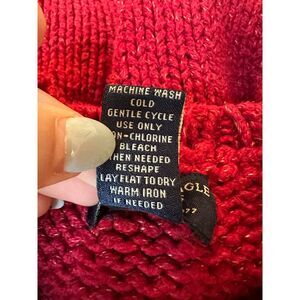 MACHINE WASH
COLD
GENTLE CYCLE
USE ONLY
ON-CHLORINE
BLEACH
HEN NEEDED
RESHAPE
LAY FLAT TO DRY
WARM IRON
IF NEEDED
AGLE
77